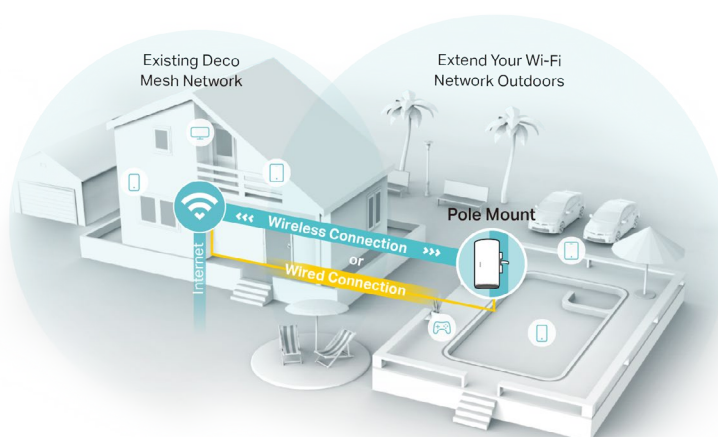 Existing Deco
Mesh Network
Extend Your Wi-Fi
Network Outdoors
Pole Mount
Wireless Connection
or
Wired Connection
Internet